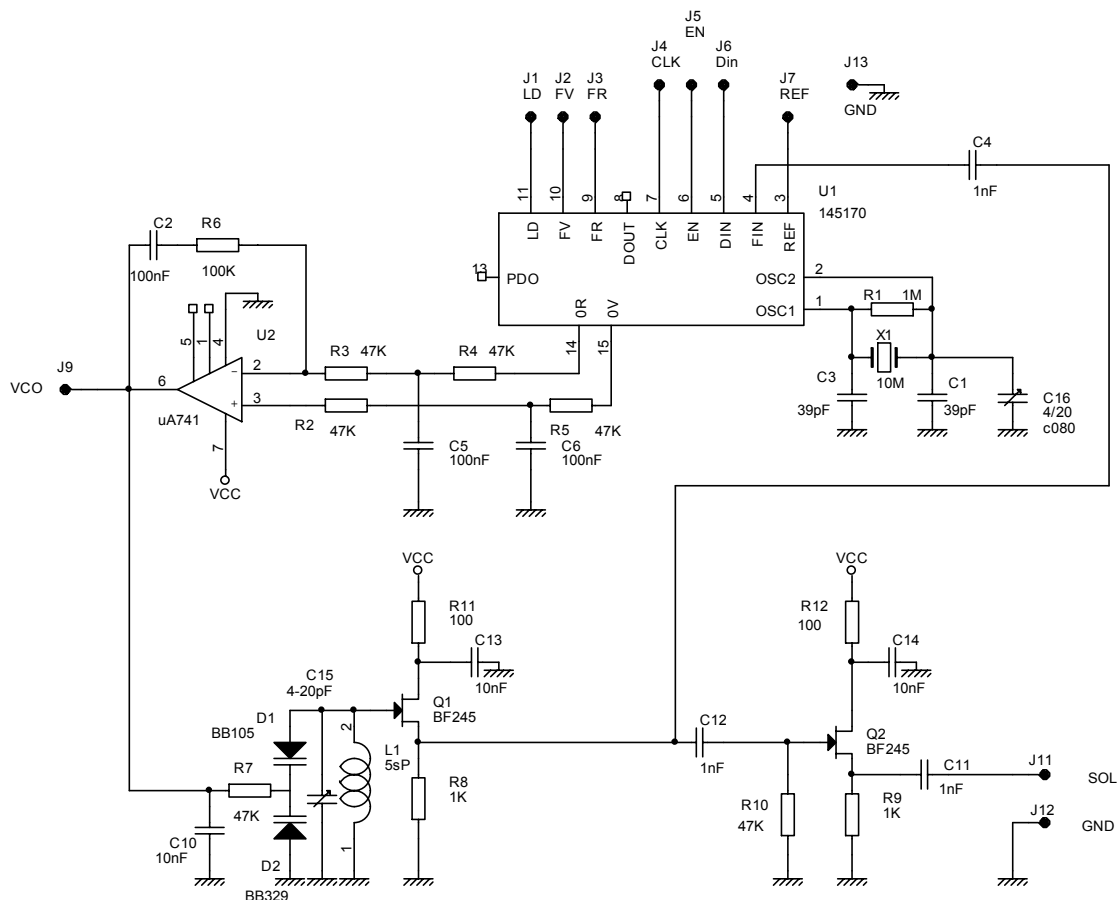 J5
EN
J4
CLK
J6
Din
J1
LD
J2
FV
J3
FR
J7
REF
J13
GND
C4
1nF
11
10
9
8
7
6
5
4
3
U1
145170
LD
FV
FR
DOUT
CLK
EN
DIN
FIN
REF
13
PDO
OSC2
2
OSC1
1
0R
0V
14
15
R1
1M
X1
10M
C3
39pF
C1
39pF
C16
4/20
c080
C2
100nF
R6
100K
5
1
4
U2
2
3
6
7
uA741
VCC
J9
VCO
R3
47K
R4
47K
R2
47K
R5
47K
C5
100nF
C6
100nF
VCC
R11
100
C13
10nF
C15
4-20pF
Q1
BF245
D1
BB105
2
L1
5sP
1
R7
47K
R8
1K
C10
10nF
D2
BB329
VCC
R12
100
C14
10nF
C12
1nF
Q2
BF245
C11
1nF
R10
47K
R9
1K
J11
SOL
J12
GND